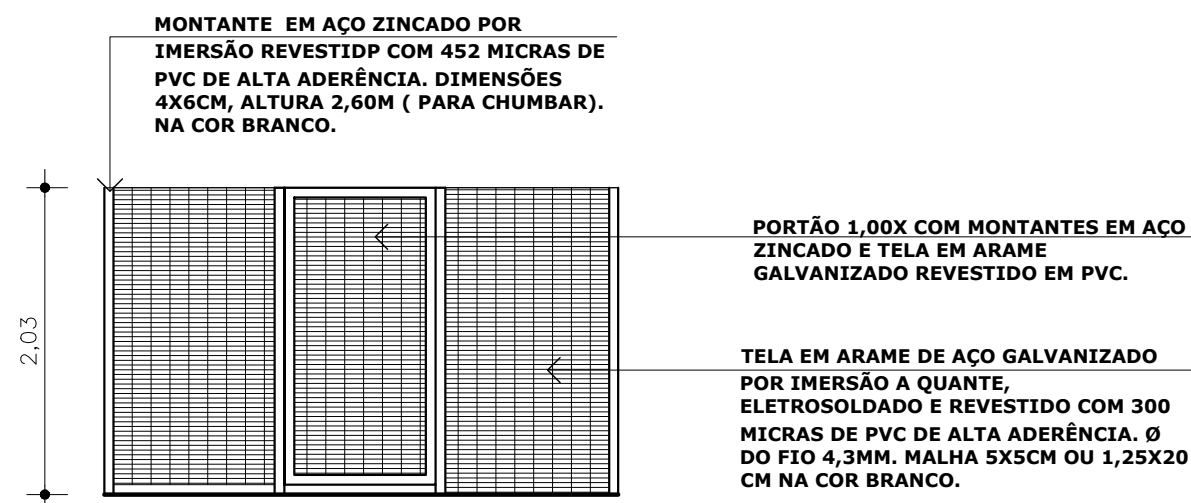 MONTANTE EM AÇO ZINCADO POR
IMERSÃO REVESTIDP COM 452 MICRAS DE
PVC DE ALTA ADERÊNCIA. DIMENSÕES
4X6CM, ALTURA 2,60M ( PARA CHUMBAR).
NA COR BRANCO.
2,03
PORTÃO 1,00X COM MONTANTES EM AÇO
ZINCADO E TELA EM ARAME
GALVANIZADO REVESTIDO EM PVC.
TELA EM ARAME DE AÇO GALVANIZADO
POR IMERSÃO A QUANTE,
ELETROSOLDADO E REVESTIDO COM 300
MICRAS DE PVC DE ALTA ADERÊNCIA. Ø
DO FIO 4,3MM. MALHA 5X5CM OU 1,25X20
CM NA COR BRANCO.